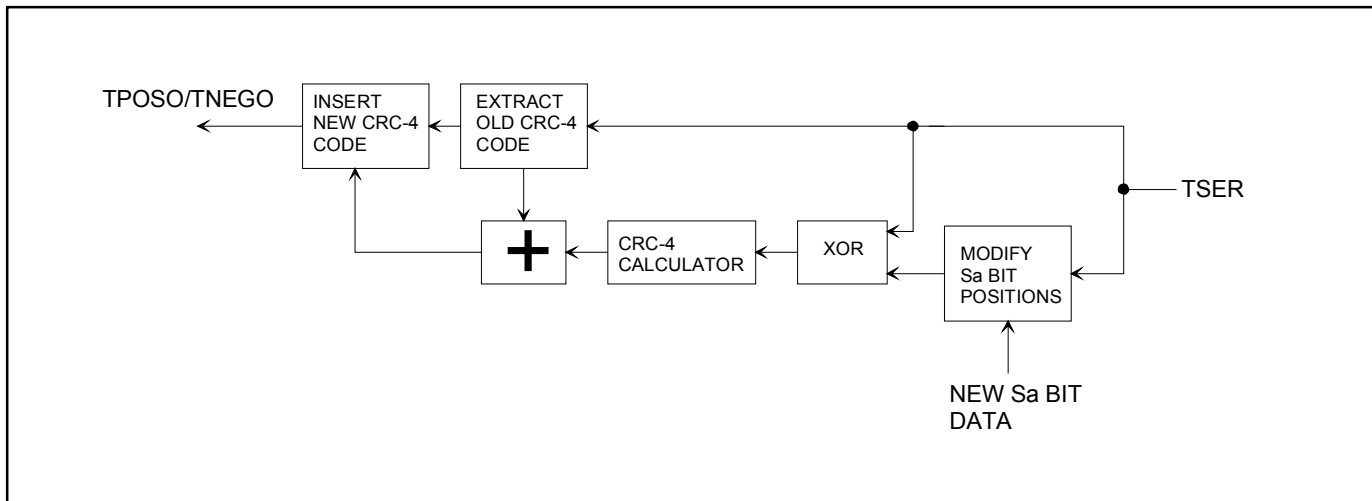 TPOSO/TNEGO
INSERT
NEW CRC-4
CODE
EXTRACT
OLD CRC-4
CODE
TSER
+
CRC-4
CALCULATOR
XOR
MODIFY
Sa BIT
POSITIONS
NEW Sa BIT
DATA